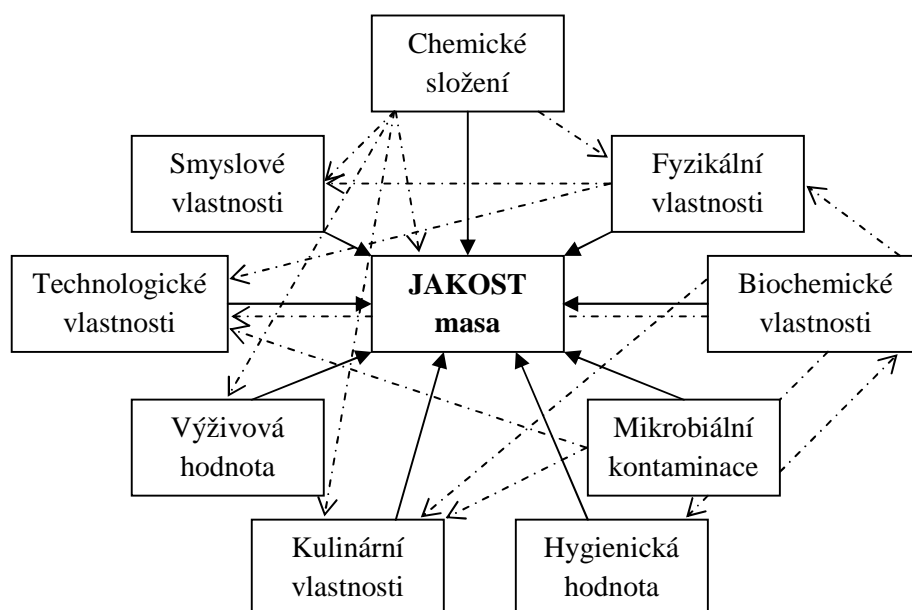 Chemické
složení
Smyslové
vlastnosti
Fyzikální
vlastnosti
Technologické
vlastnosti
JAKOST
masa
Biochemické
vlastnosti
Výživová
hodnota
Mikrobiální
kontaminace
Kulinární
vlastnosti
Hygienická
hodnota